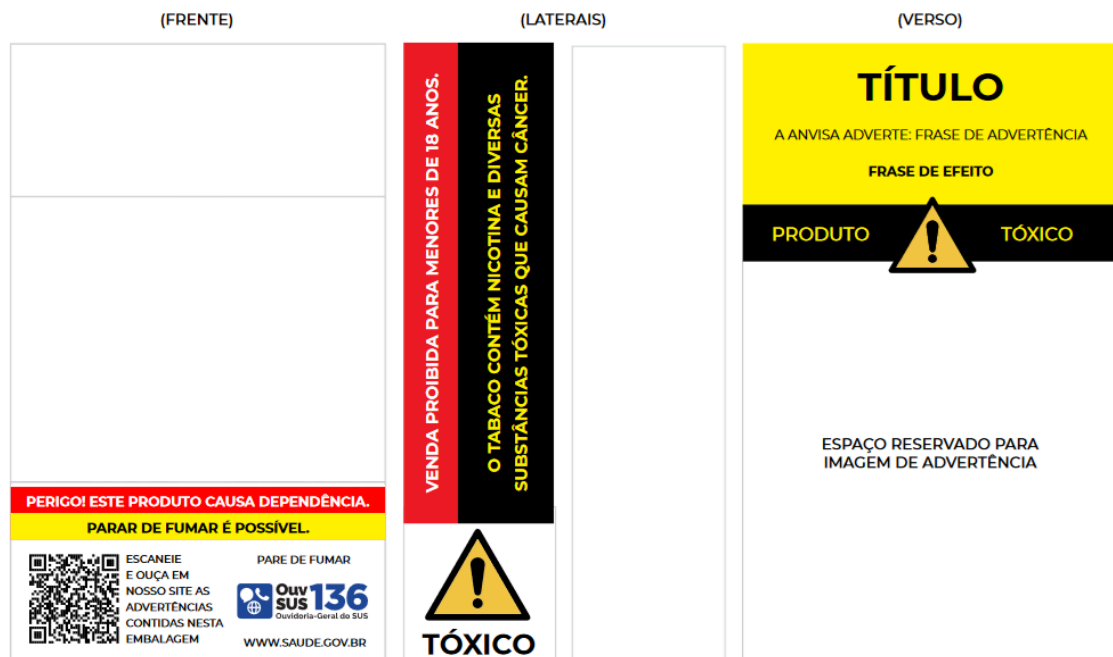 (FRENTE)
PERIGO! ESTE PRODUTO CAUSA DEPENDÊNCIA.
PARAR DE FUMAR É POSSÍVEL.
ESCANEIE
E OUÇA EM
NOSSO SITE AS
ADVERTÊNCIAS
CONTIDAS NESTA
EMBALAGEM
PARE DE FUMAR
Ouv
SUS 136
Ouvidoria-Geral do SUS
WWW.SAUDE.GOV.BR
(LATERAIS)
VENDA PROIBIDA PARA MENORES DE 18 ANOS.
O TABACO CONTÉM NICOTINA E DIVERSAS
SUBSTÂNCIAS TÓXICAS QUE CAUSAM CÂNCER.
TÓXICO
(VERSO)
TÍTULO
A ANVISA ADVERTE: FRASE DE ADVERTÊNCIA
FRASE DE EFEITO
PRODUTO TÓXICO
ESPAÇO RESERVADO PARA
IMAGEM DE ADVERTÊNCIA